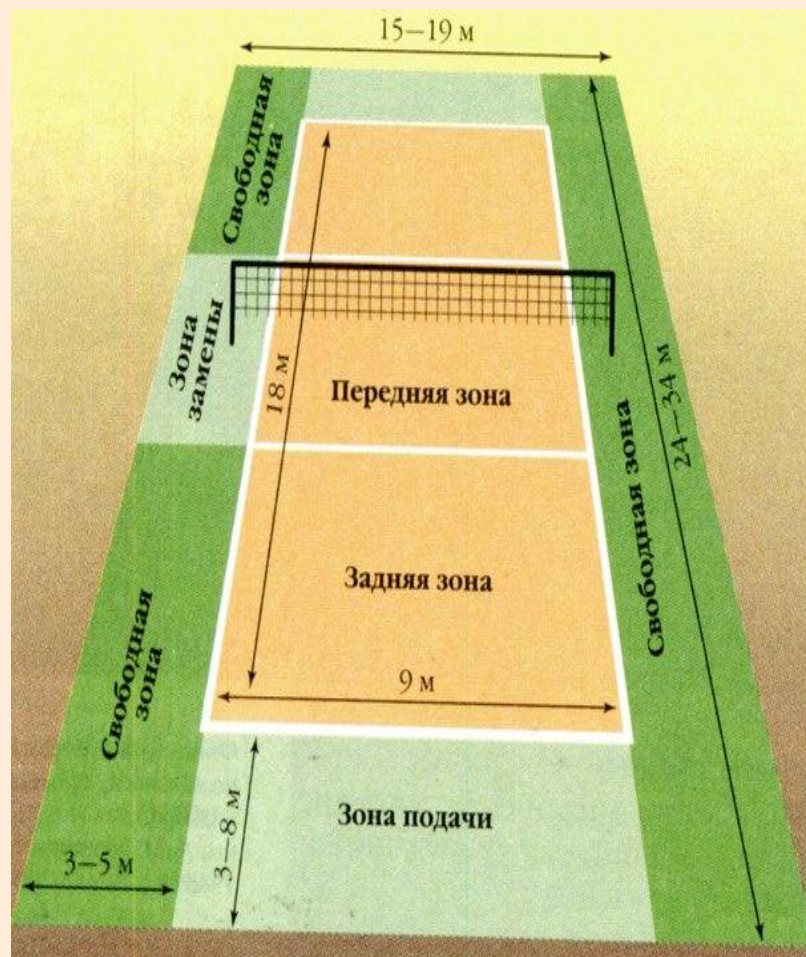 15—19 м
Свободная
зона
Зона
замены
18 м
Передняя зона
24—34 м
Свободная зона
Задняя зона
Свободная
зона
9 м
3—8 м
Зона подачи
3—5 м